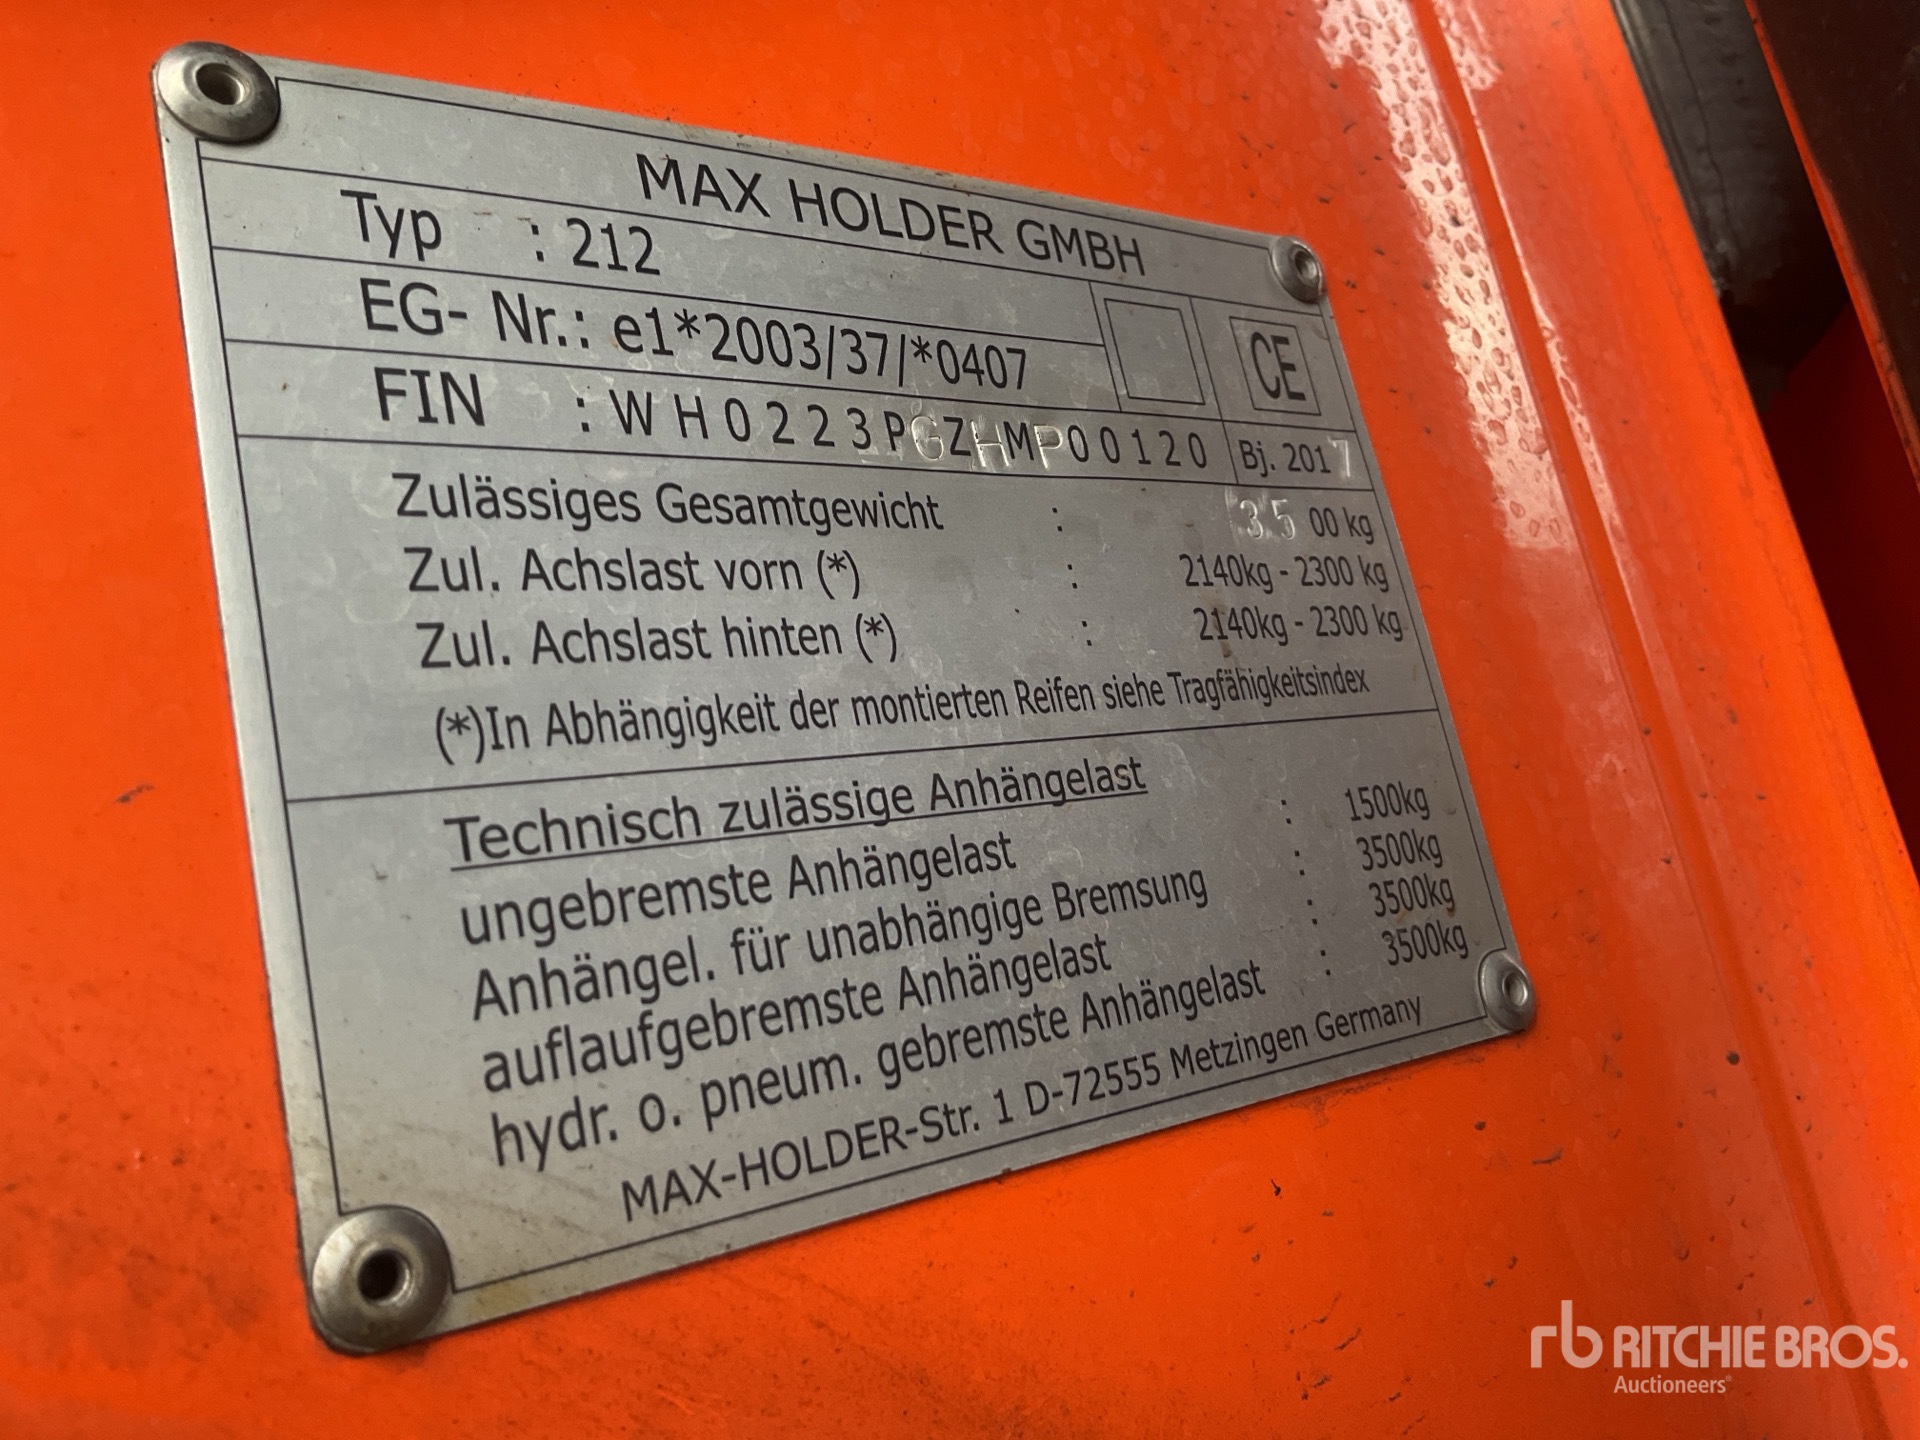 MAX HOLDER GMBH
Typ : 212
EG- Nr.: e1*2003/37/*0407
CE
FIN : WH0223PGZHMP00120 Bj. 2017
Zulässiges Gesamtgewicht : 3500 kg
Zul. Achslast vorn (*) : 2140kg - 2300 kg
Zul. Achslast hinten (*) : 2140kg - 2300 kg
(*)In Abhängigkeit der montierten Reifen siehe Tragfähigkeitsindex
Technisch zulässige Anhängelast
ungebremste Anhängelast : 1500kg
Anhängel. für unabhängige Bremsung : 3500kg
auflaufgebremste Anhängelast : 3500kg
hydr. o. pneum. gebremste Anhängelast : 3500kg
MAX-HOLDER-Str. 1 D-72555 Metzingen Germany
rb RITCHIE BROS.
Auctioneers